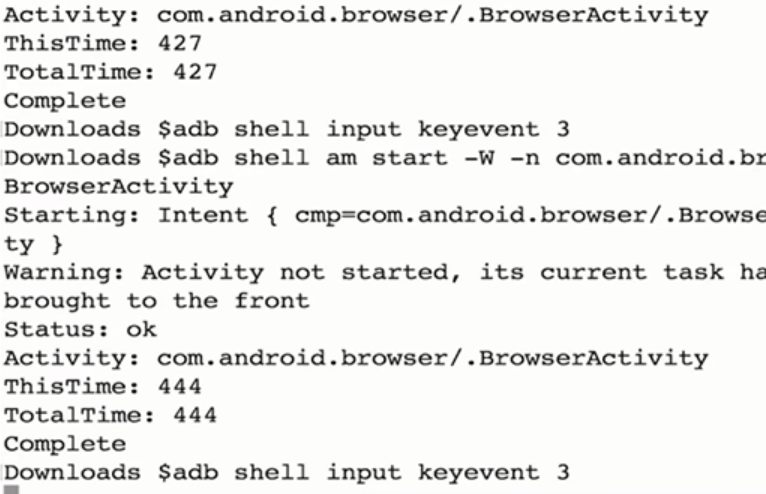 Activity: com.android.browser/.BrowserActivity
ThisTime: 427
TotalTime: 427
Complete
Downloads $adb shell input keyevent 3
Downloads $adb shell am start -W -n com.android.br
BrowserActivity
Starting: Intent { cmp=com.android.browser/.Browse
ty }
Warning: Activity not started, its current task ha
brought to the front
Status: ok
Activity: com.android.browser/.BrowserActivity
ThisTime: 444
TotalTime: 444
Complete
Downloads $adb shell input keyevent 3